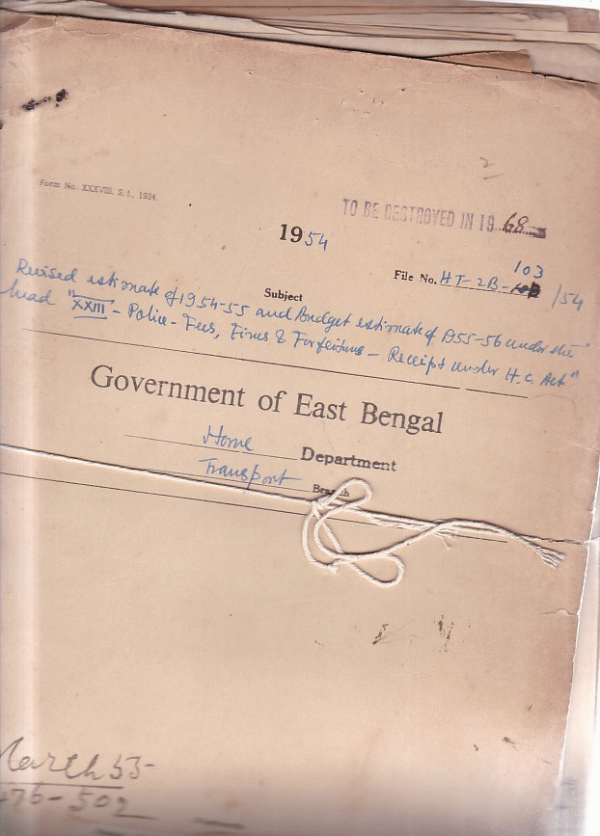 2
Form No. XXXVIII. S. I., 1934
TO BE DESTROYED IN 19 68
1954
103
File No. HT-2B- /54
Subject
Revised estimate of 1954-55 and Budget estimate of 1955-56 under the
head "XXIII - Police - Fees, Fines & Forfeitures - Receipt under H.C. Act"
Government of East Bengal
Home Department
Transport Branch
March 55
476-502